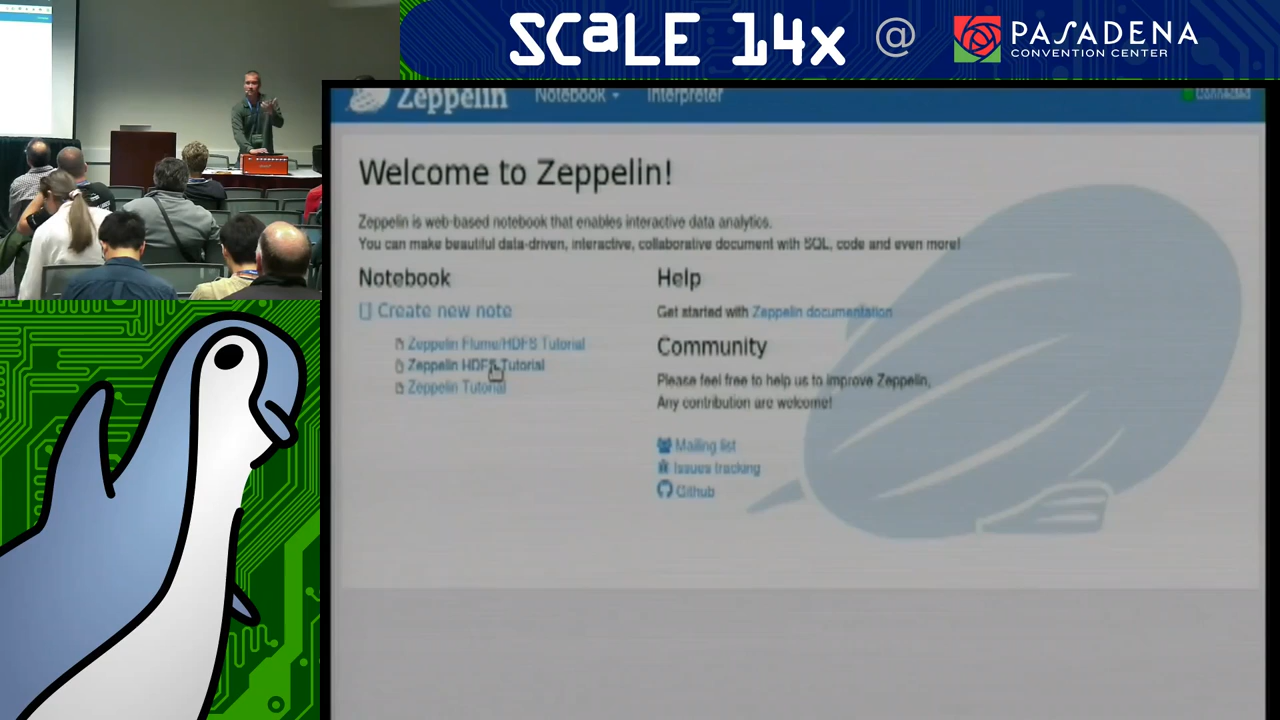 SCaLE 14x @ PASADENA
CONVENTION CENTER
Zeppelin Notebook Interpreter Connected
Welcome to Zeppelin!
Zeppelin is web-based notebook that enables interactive data analytics.
You can make beautiful data-driven, interactive, collaborative document with SQL, code and even more!
Notebook
Create new note
Zeppelin Flume/HDFS Tutorial
Zeppelin HDFS Tutorial
Zeppelin Tutorial
Help
Get started with Zeppelin documentation
Community
Please feel free to help us to improve Zeppelin,
Any contribution are welcome!
Mailing list
Issues tracking
Github